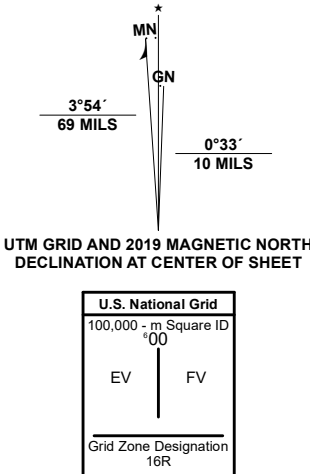 ★
MN
GN
3°54´
69 MILS
0°33´
10 MILS
UTM GRID AND 2019 MAGNETIC NORTH
DECLINATION AT CENTER OF SHEET
U.S. National Grid
100,000 - m Square ID
⁶00
EV FV
Grid Zone Designation
16R